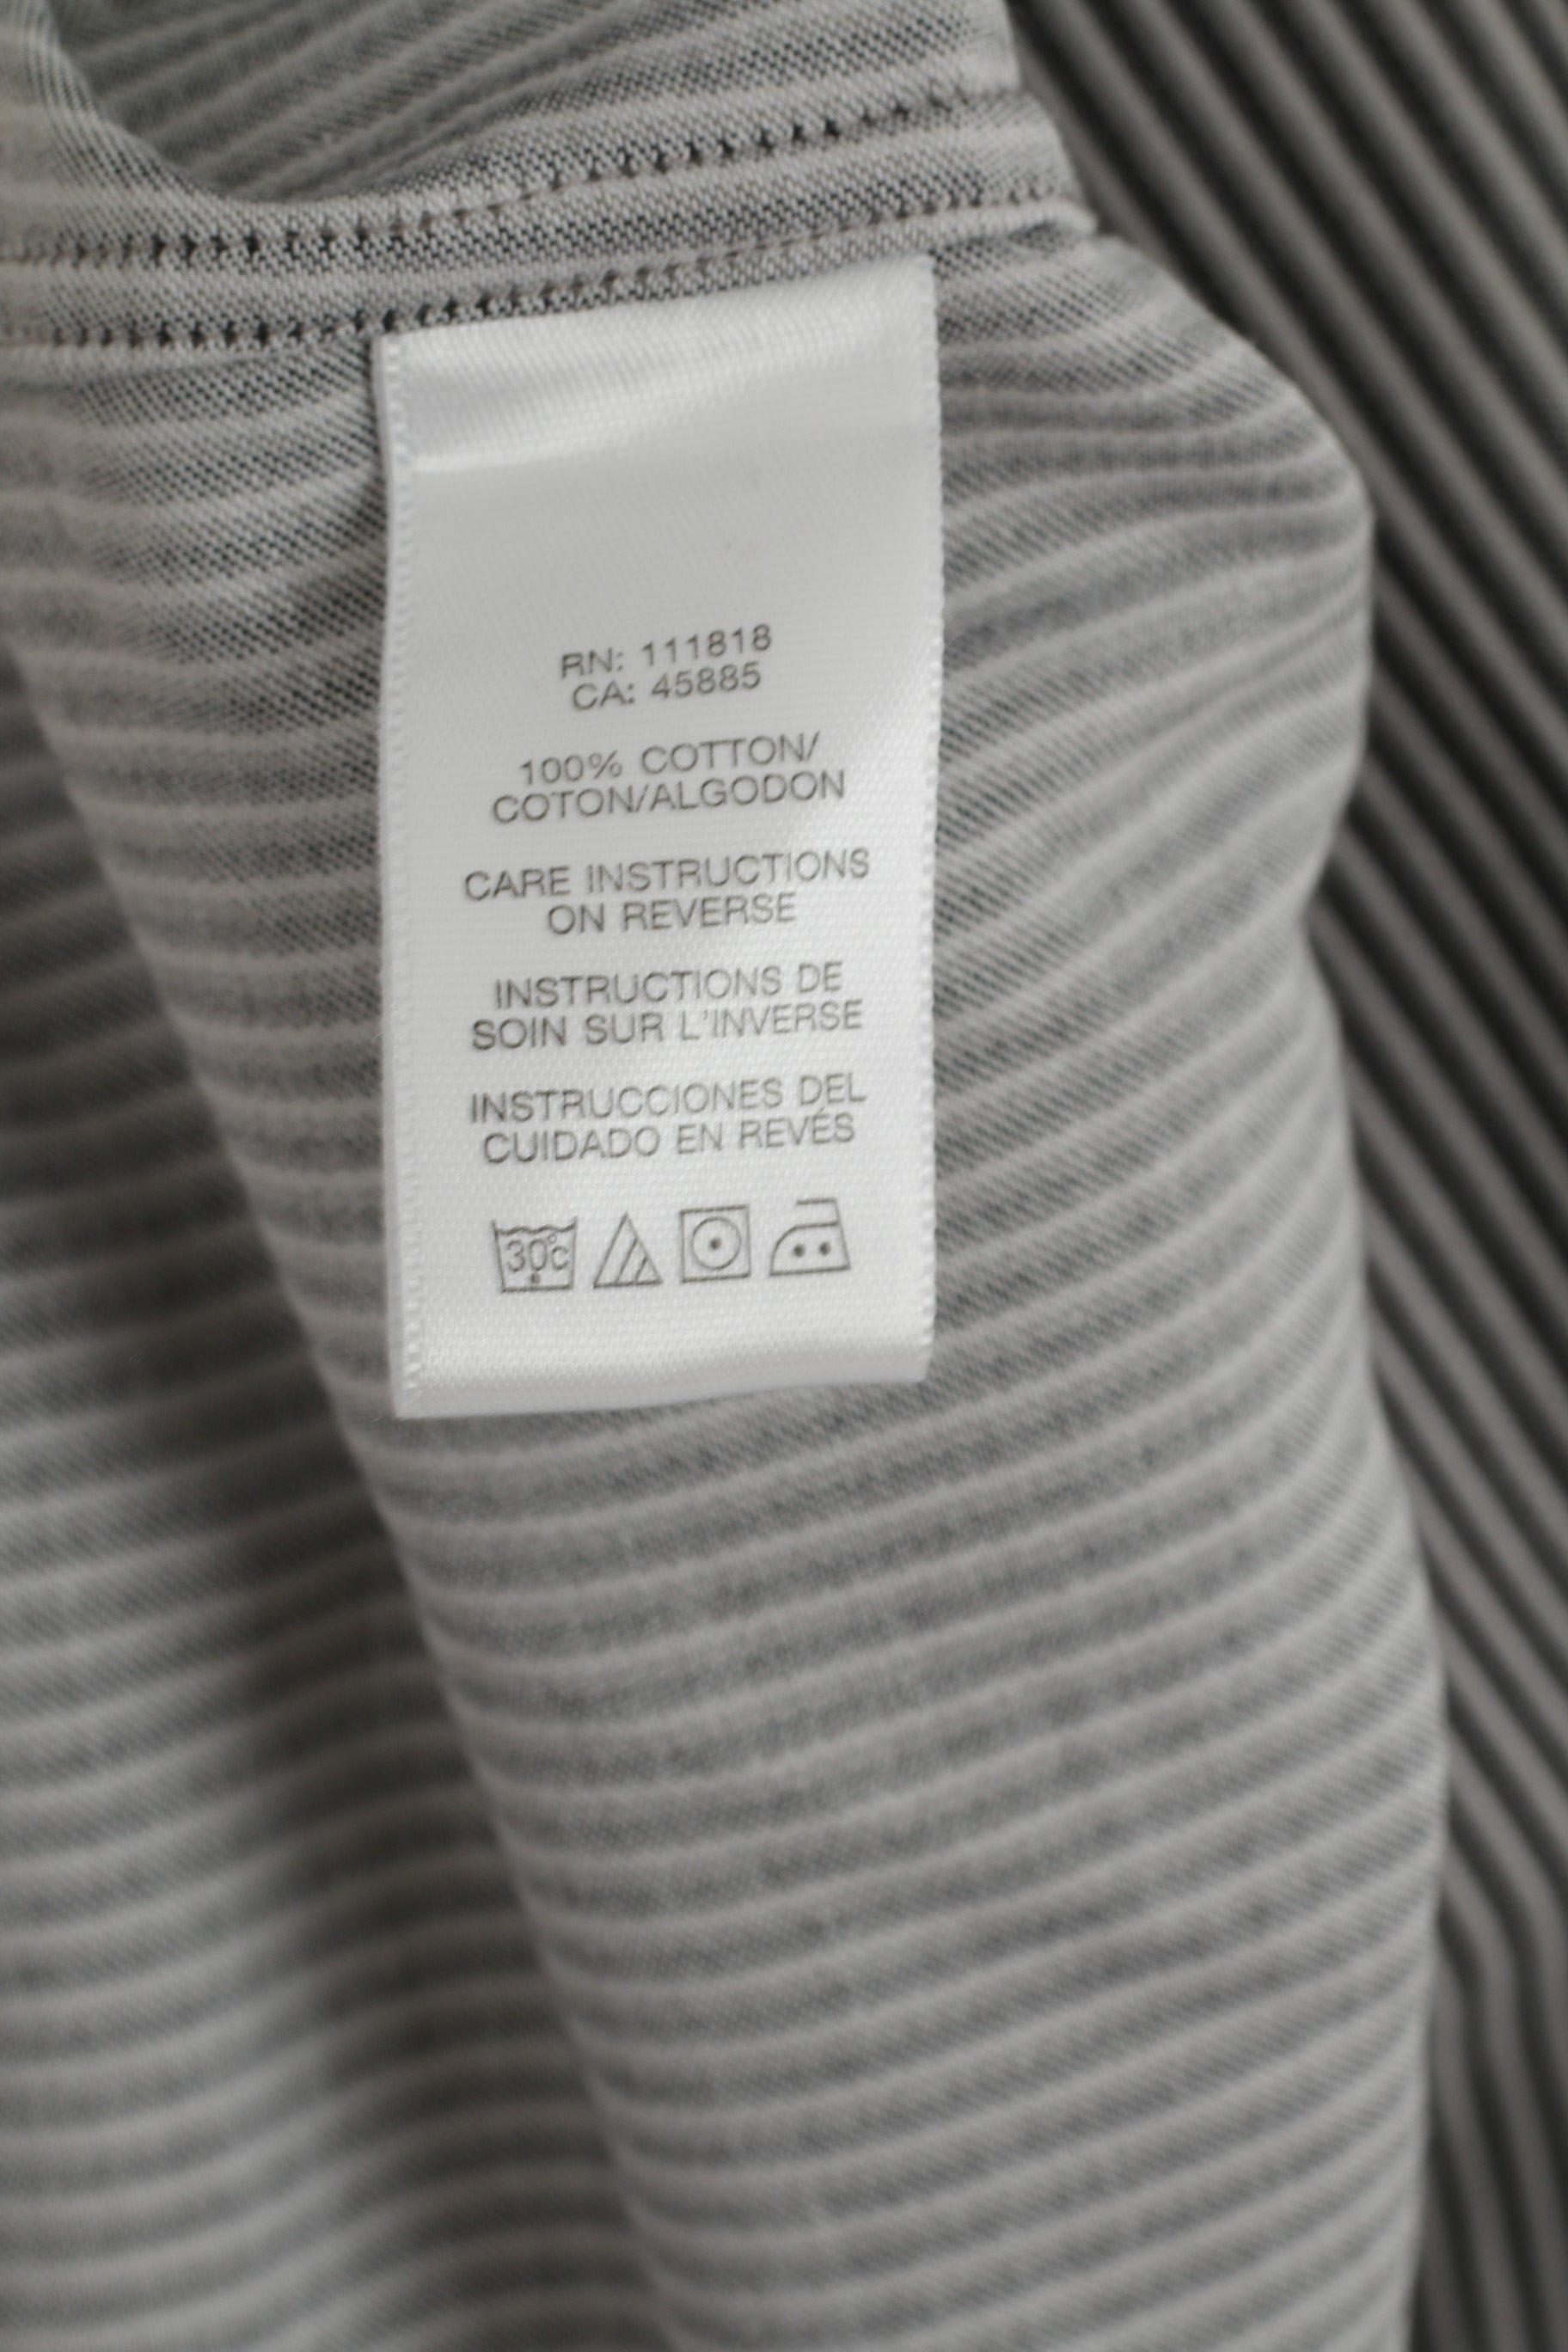 RN: 111818
CA: 45885
100% COTTON/
COTON/ALGODON
CARE INSTRUCTIONS
ON REVERSE
INSTRUCTIONS DE
SOIN SUR L'INVERSE
INSTRUCCIONES DEL
CUIDADO EN REVÉS
30°C